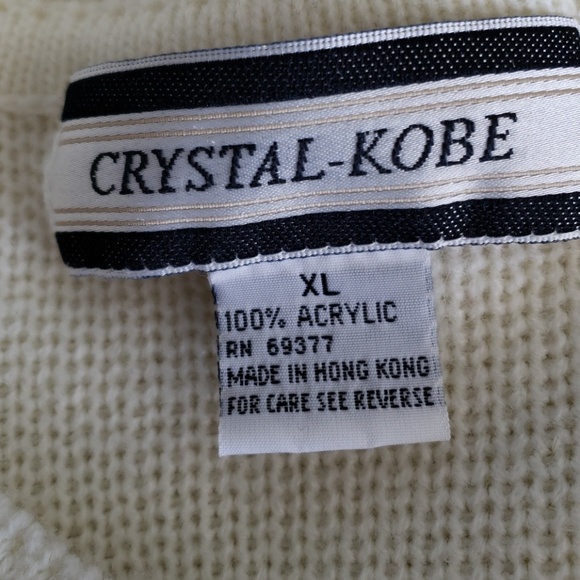 CRYSTAL-KOBE
XL
100% ACRYLIC
RN 69377
MADE IN HONG KONG
FOR CARE SEE REVERSE